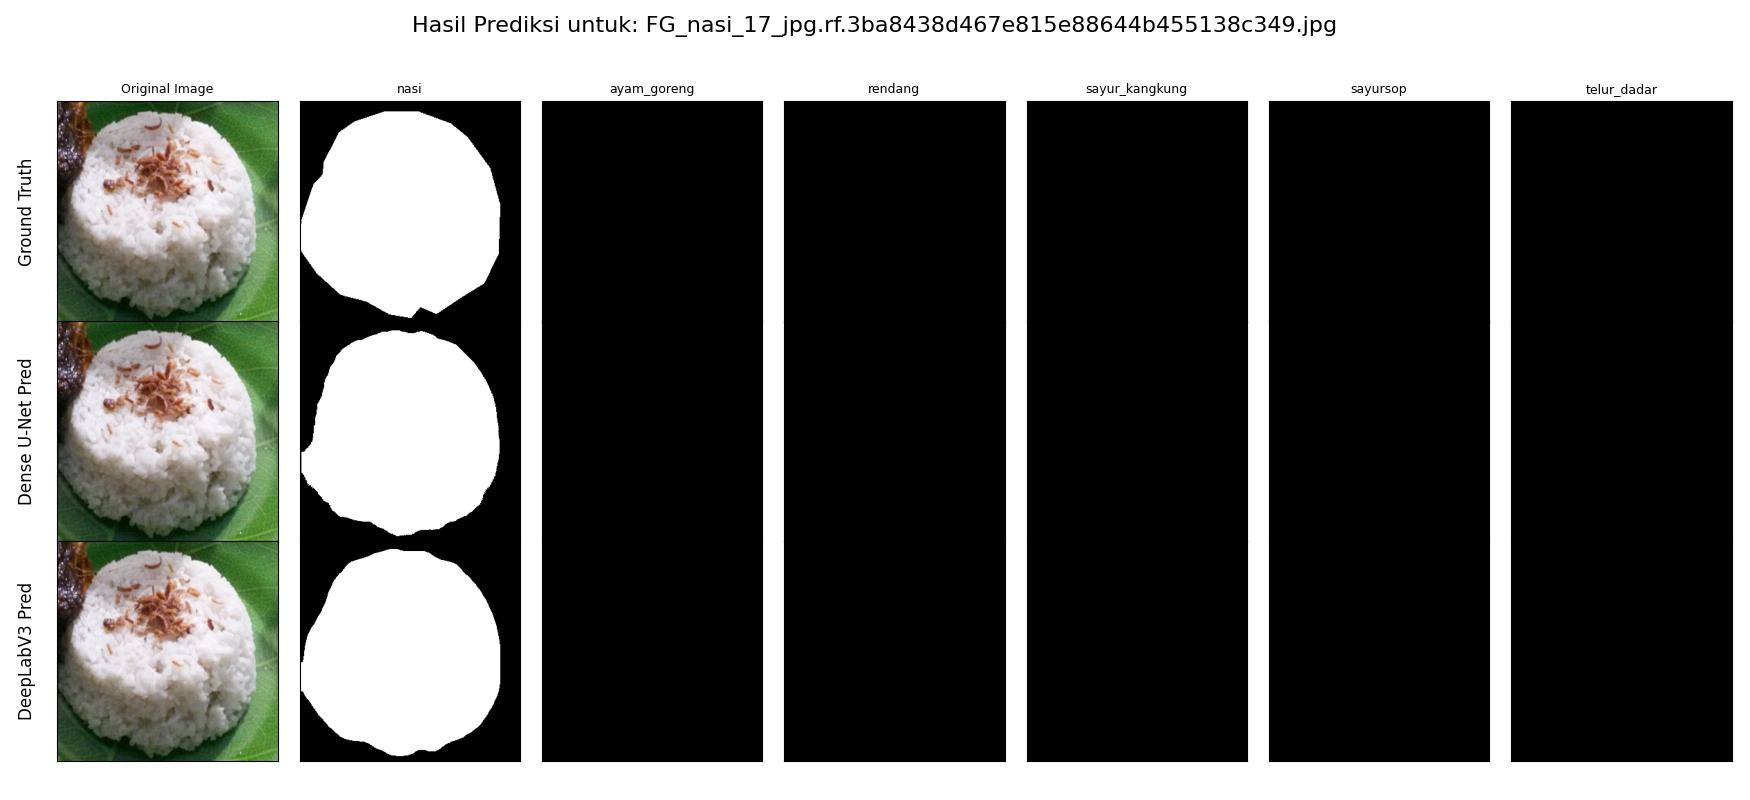 Hasil Prediksi untuk: FG_nasi_17_jpg.rf.3ba8438d467e815e88644b455138c349.jpg
Original Image
nasi
ayam_goreng
rendang
sayur_kangkung
sayursop
telur_dadar
Ground Truth
Dense U-Net Pred
DeepLabV3 Pred